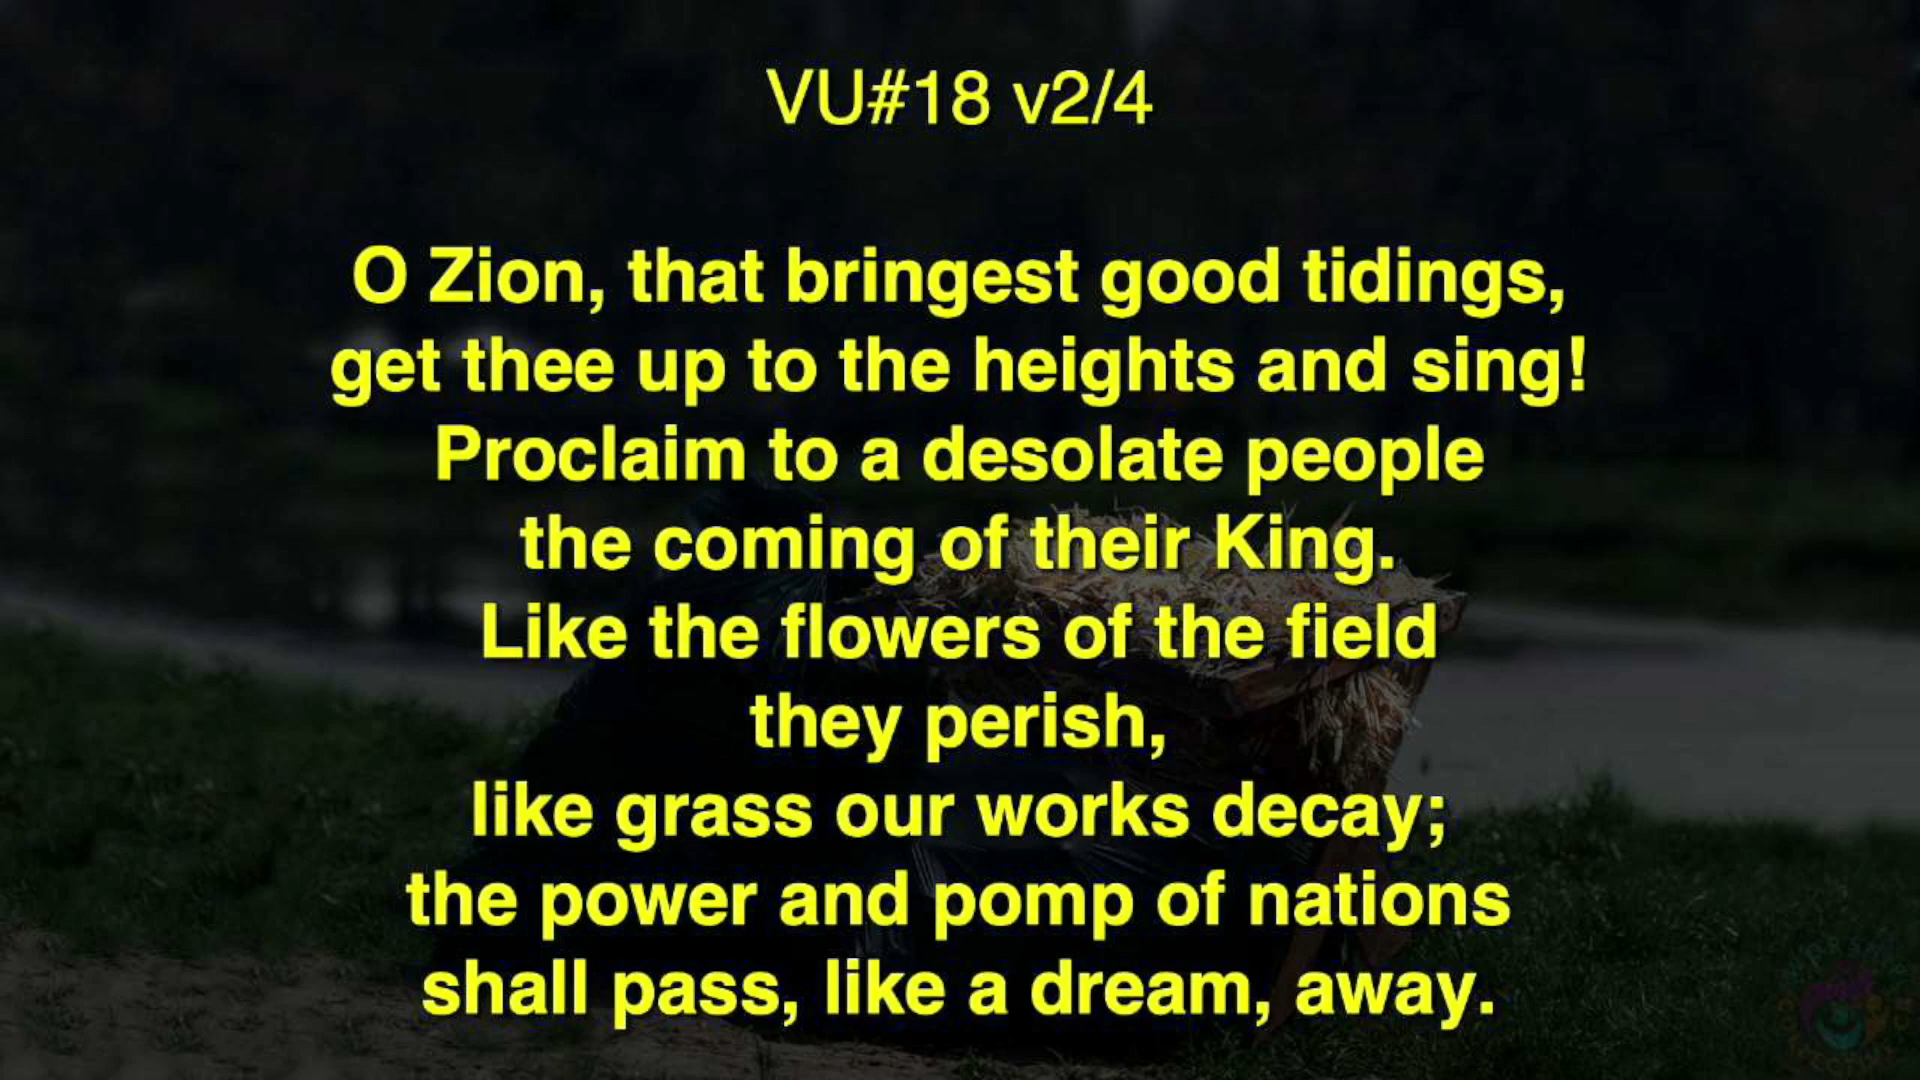 VU#18 v2/4
O Zion, that bringest good tidings,
get thee up to the heights and sing!
Proclaim to a desolate people
the coming of their King.
Like the flowers of the field
they perish,
like grass our works decay;
the power and pomp of nations
shall pass, like a dream, away.